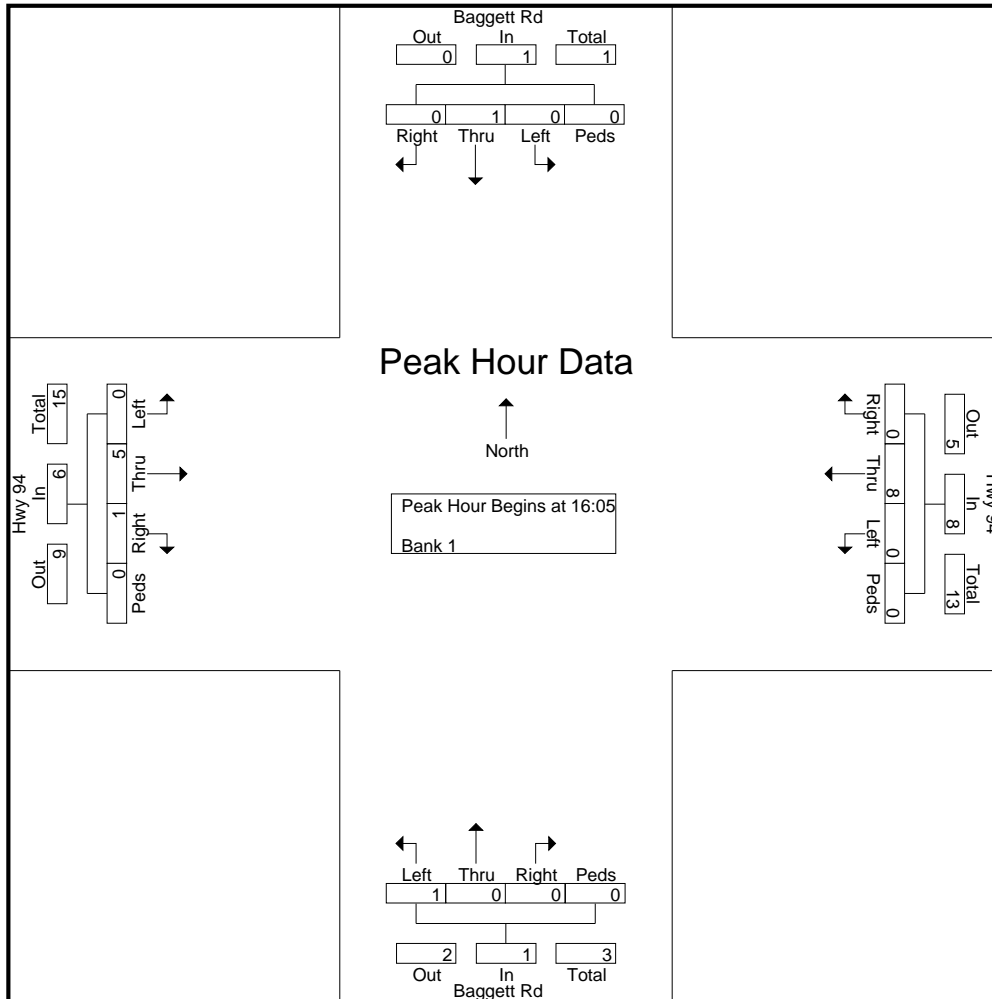 Baggett Rd
Out In Total
0 1 1
0 1 0 0
Right Thru Left Peds
Peak Hour Data
North
Peak Hour Begins at 16:05
Bank 1
Hwy 94
Total In Out
15 6 9
0 5 1 0
Left Thru Right Peds
Right Thru Left Peds
0 8 0 0
5 8 13
Out In Total
Hwy 94
Left Thru Right Peds
1 0 0 0
2 1 3
Out In Total
Baggett Rd